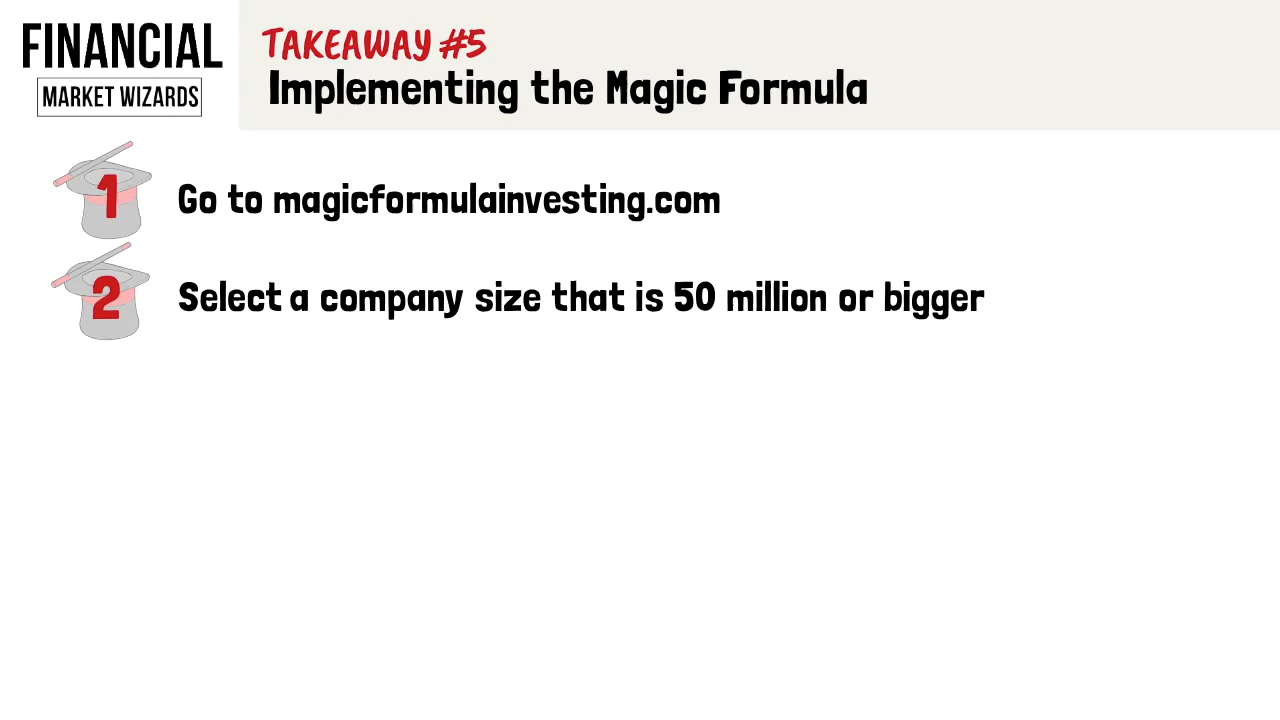 FINANCIAL
MARKET WIZARDS
TAKEAWAY #5
Implementing the Magic Formula
1
Go to magicformulainvesting.com
2
Select a company size that is 50 million or bigger